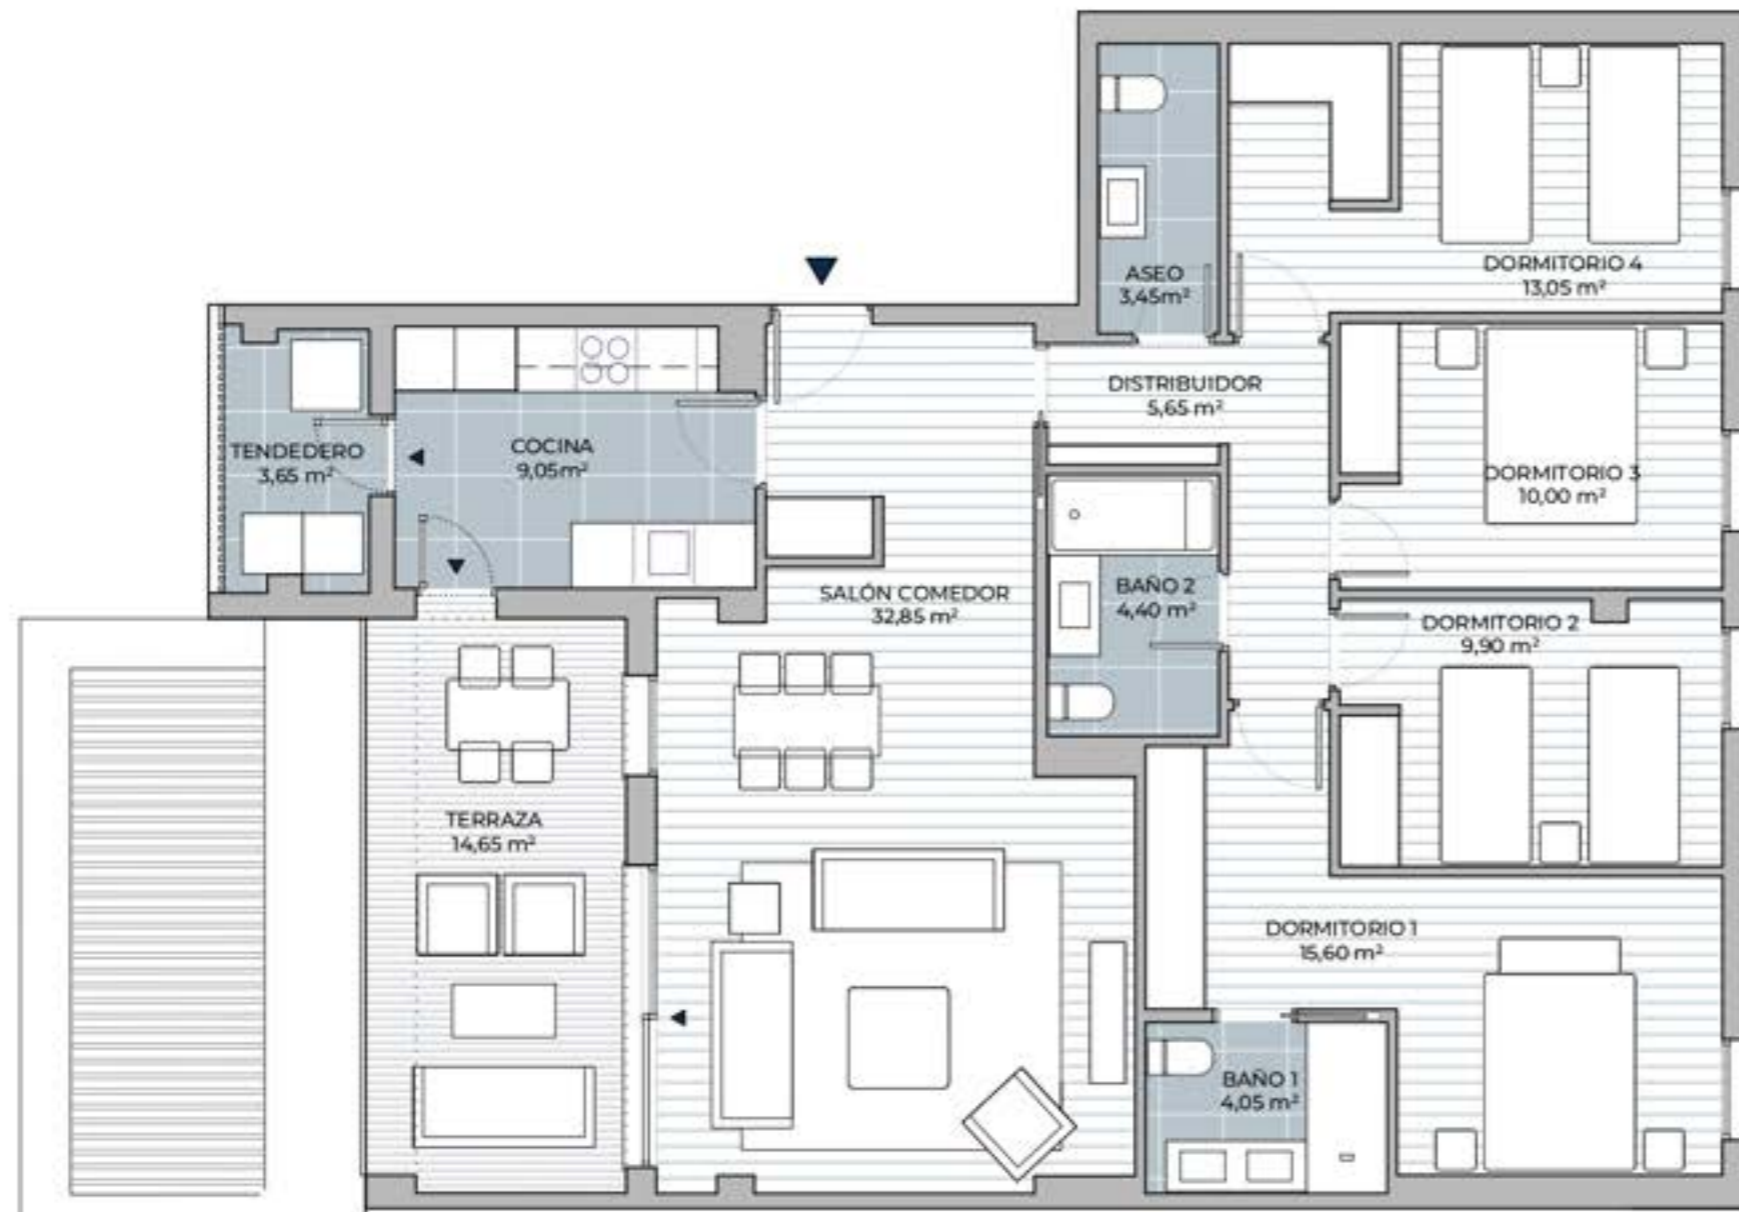 ASEO
3,45m²
DORMITORIO 4
13,05 m²
DISTRIBUIDOR
5,65 m²
TENDEDERO
3,65 m²
COCINA
9,05m²
DORMITORIO 3
10,00 m²
SALÓN COMEDOR
32,85 m²
BAÑO 2
4,40 m²
DORMITORIO 2
9,90 m²
TERRAZA
14,65 m²
DORMITORIO 1
15,60 m²
BAÑO 1
4,05 m²